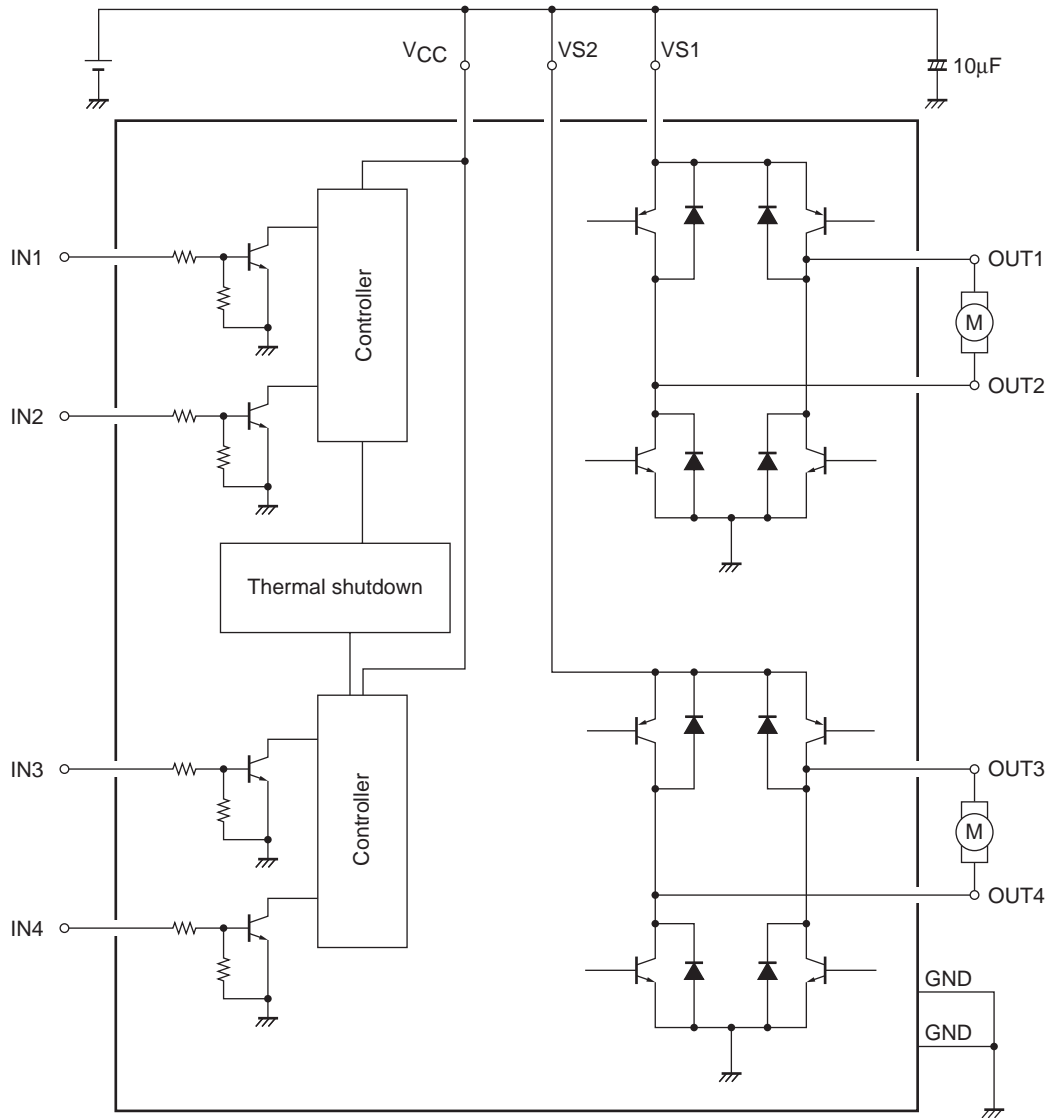 VCC
VS2
VS1
10μF
IN1
Controller
OUT1
M
IN2
OUT2
Thermal shutdown
IN3
Controller
OUT3
M
IN4
OUT4
GND
GND